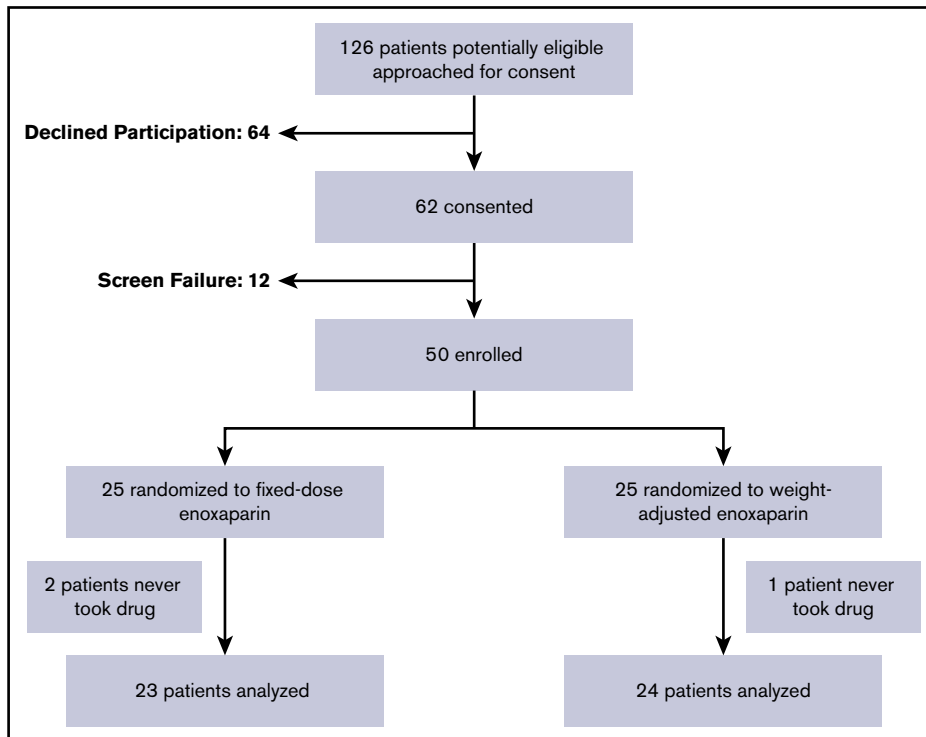 126 patients potentially eligible
approached for consent
Declined Participation: 64
62 consented
Screen Failure: 12
50 enrolled
25 randomized to fixed-dose
enoxaparin
25 randomized to weight-
adjusted enoxaparin
2 patients never
took drug
1 patient never
took drug
23 patients analyzed
24 patients analyzed